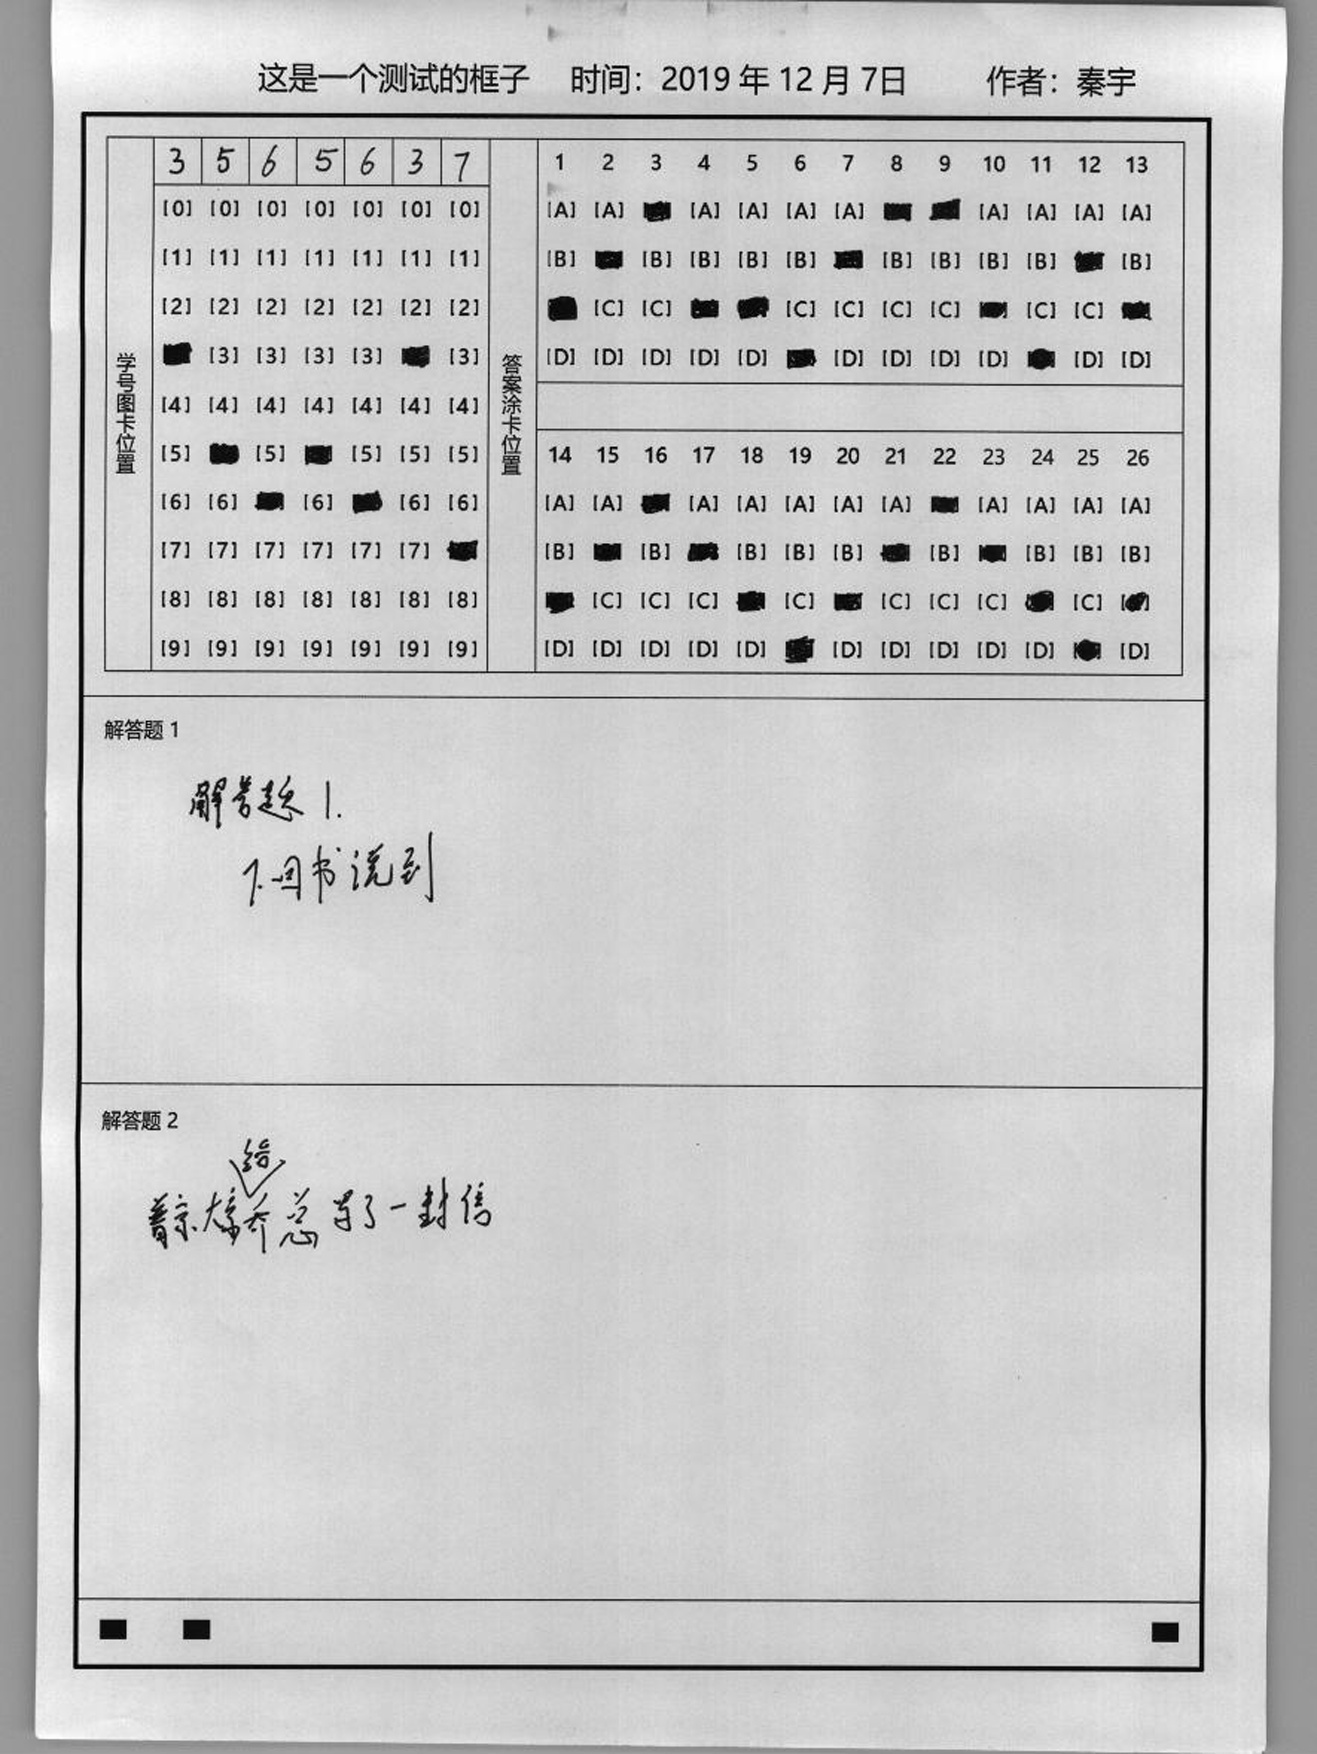 这是一个测试的框子 时间：2019 年 12 月 7日 作者：秦宇
学号图卡位置
3 5 6 5 6 3 7
[0] [0] [0] [0] [0] [0] [0]
[1] [1] [1] [1] [1] [1] [1]
[2] [2] [2] [2] [2] [2] [2]
[3] [3] [3] [3] [3]
[4] [4] [4] [4] [4] [4] [4]
[5] [5] [5] [5] [5]
[6] [6] [6] [6] [6]
[7] [7] [7] [7] [7] [7]
[8] [8] [8] [8] [8] [8] [8]
[9] [9] [9] [9] [9] [9] [9]
答案涂卡位置
1 2 3 4 5 6 7 8 9 10 11 12 13
[A] [A] [A] [A] [A] [A] [A] [A] [A] [A]
[B] [B] [B] [B] [B] [B] [B] [B] [B] [B]
[C] [C] [C] [C] [C] [C] [C] [C]
[D] [D] [D] [D] [D] [D] [D] [D] [D] [D] [D]
14 15 16 17 18 19 20 21 22 23 24 25 26
[A] [A] [A] [A] [A] [A] [A] [A] [A] [A] [A]
[B] [B] [B] [B] [B] [B] [B] [B] [B]
[C] [C] [C] [C] [C] [C] [C] [C]
[D] [D] [D] [D] [D] [D] [D] [D] [D] [D] [D]
解答题 1
解答题 1.
回书说到
解答题 2
给
总写了一封信